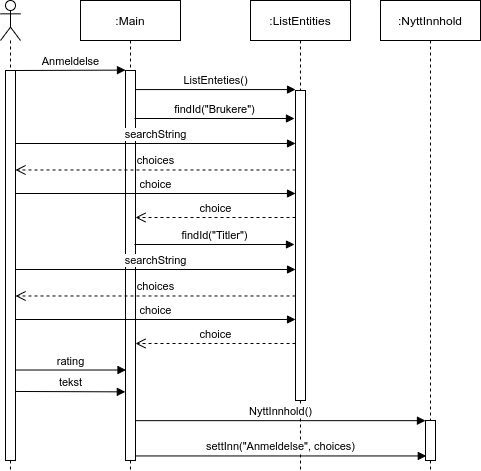 :Main
:ListEntities
:NyttInnhold
Anmeldelse
ListEnteties()
findId("Brukere")
searchString
choices
choice
choice
findId("Titler")
searchString
choices
choice
choice
rating
tekst
NyttInnhold()
settInn("Anmeldelse", choices)